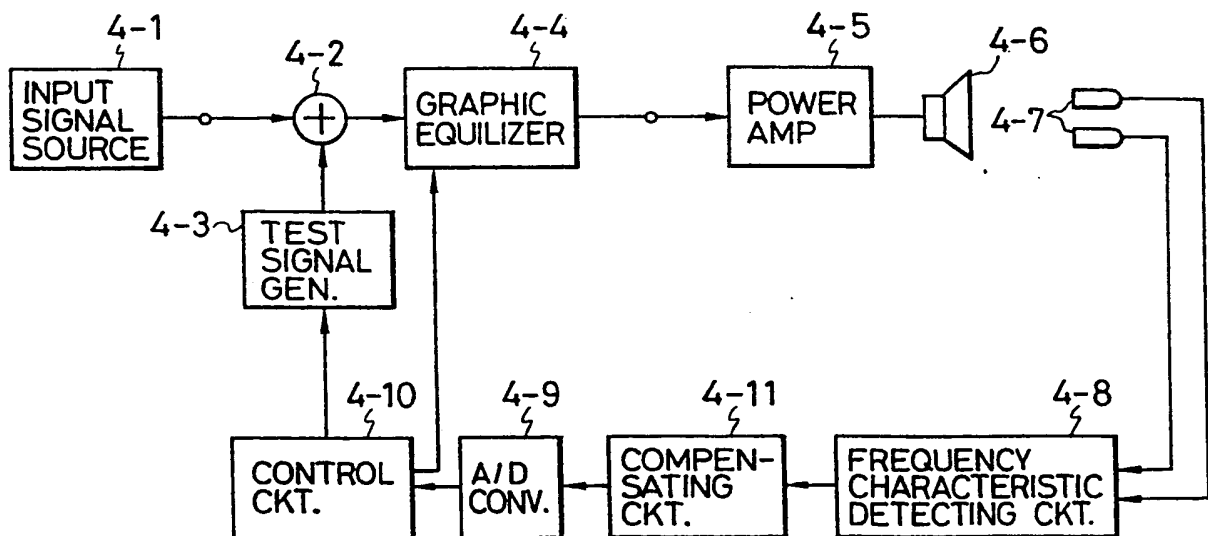 4-1
4-2
4-4
4-5
4-6
INPUT
SIGNAL
SOURCE
+
GRAPHIC
EQUILIZER
POWER
AMP
4-7
4-3
TEST
SIGNAL
GEN.
4-10
4-9
4-11
4-8
CONTROL
CKT.
A/D
CONV.
COMPEN-
SATING
CKT.
FREQUENCY
CHARACTERISTIC
DETECTING CKT.